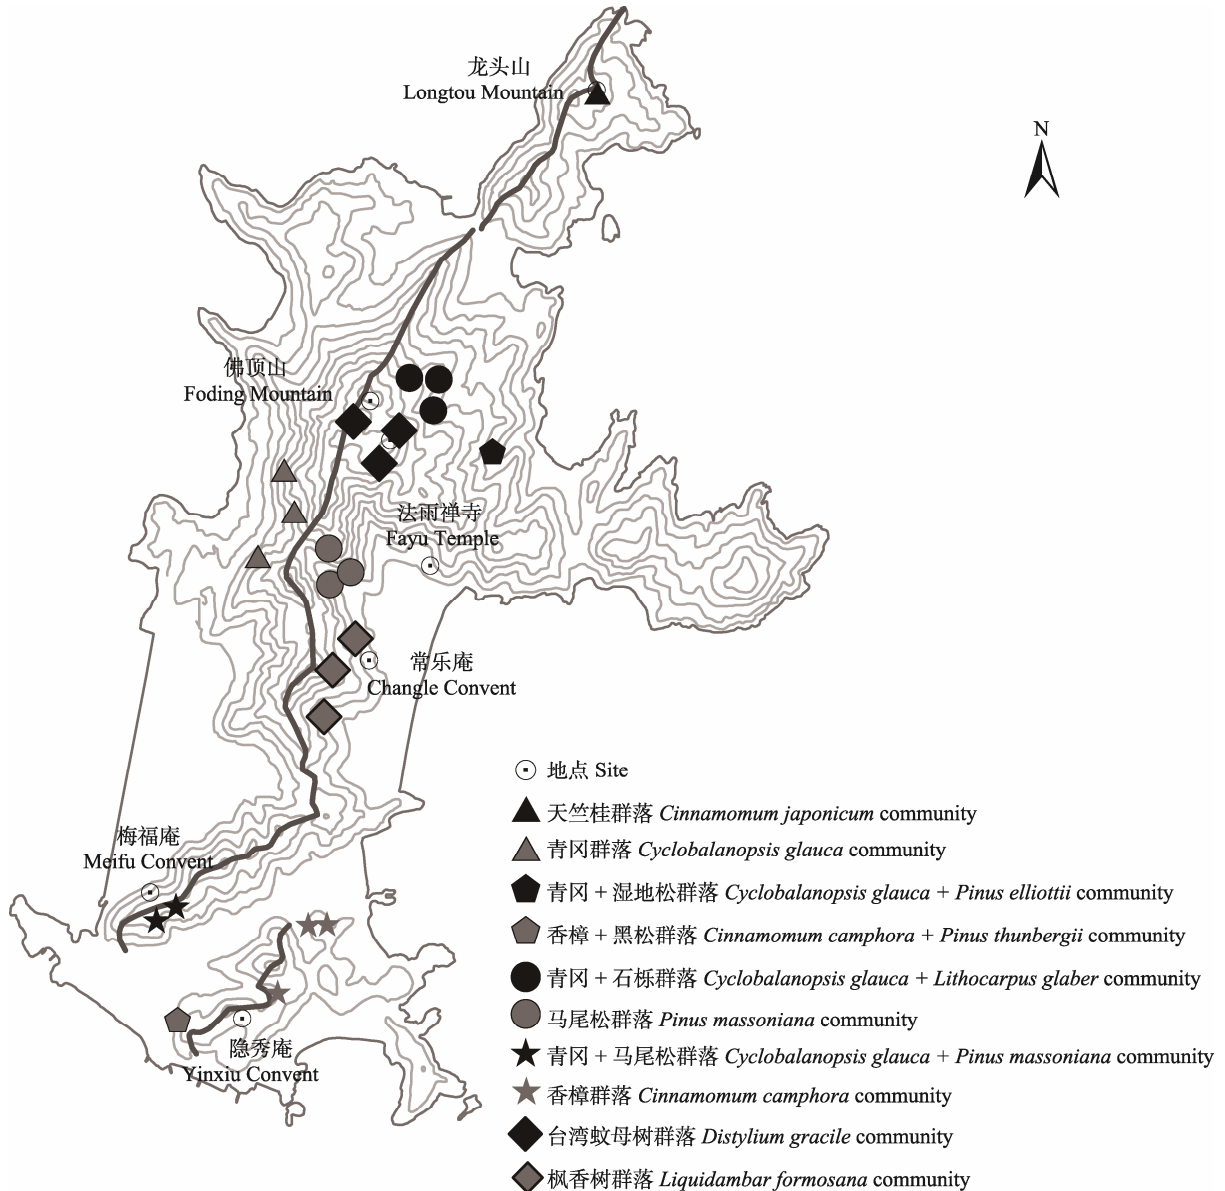 龙头山
Longtou Mountain
N
佛顶山
Foding Mountain
法雨禅寺
Fayu Temple
常乐庵
Changle Convent
梅福庵
Meifu Convent
隐秀庵
Yinxiu Convent
地点 Site
天竺桂群落 Cinnamomum japonicum community
青冈群落 Cyclobalanopsis glauca community
青冈 + 湿地松群落 Cyclobalanopsis glauca + Pinus elliottii community
香樟 + 黑松群落 Cinnamomum camphora + Pinus thunbergii community
青冈 + 石栎群落 Cyclobalanopsis glauca + Lithocarpus glaber community
马尾松群落 Pinus massoniana community
青冈 + 马尾松群落 Cyclobalanopsis glauca + Pinus massoniana community
香樟群落 Cinnamomum camphora community
台湾蚊母树群落 Distylium gracile community
枫香树群落 Liquidambar formosana community